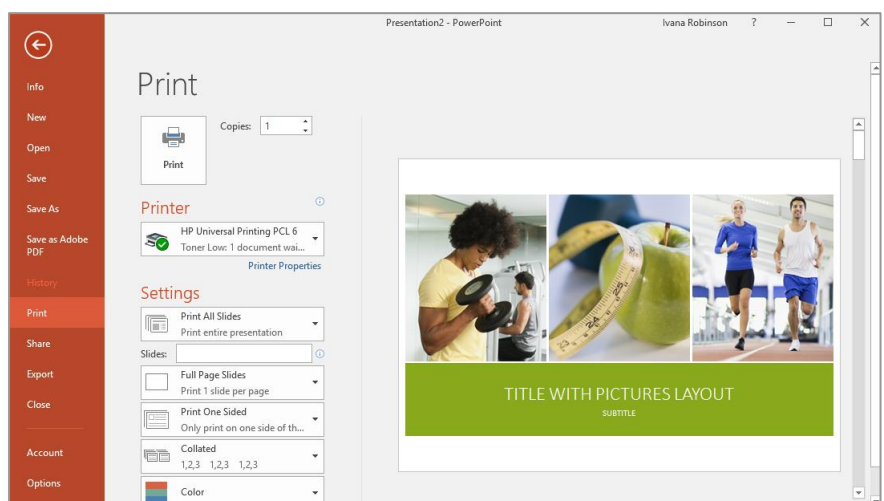 Presentation2 - PowerPoint
Ivana Robinson ?
Info
New
Open
Save
Save As
Save as Adobe
PDF
History
Print
Share
Export
Close
Account
Options
Print
Copies: 1
Print
Printer
HP Universal Printing PCL 6
Toner Low: 1 document wai...
Printer Properties
Settings
Print All Slides
Print entire presentation
Slides:
Full Page Slides
Print 1 slide per page
Print One Sided
Only print on one side of th...
Collated
1,2,3 1,2,3 1,2,3
Color
TITLE WITH PICTURES LAYOUT
SUBTITLE